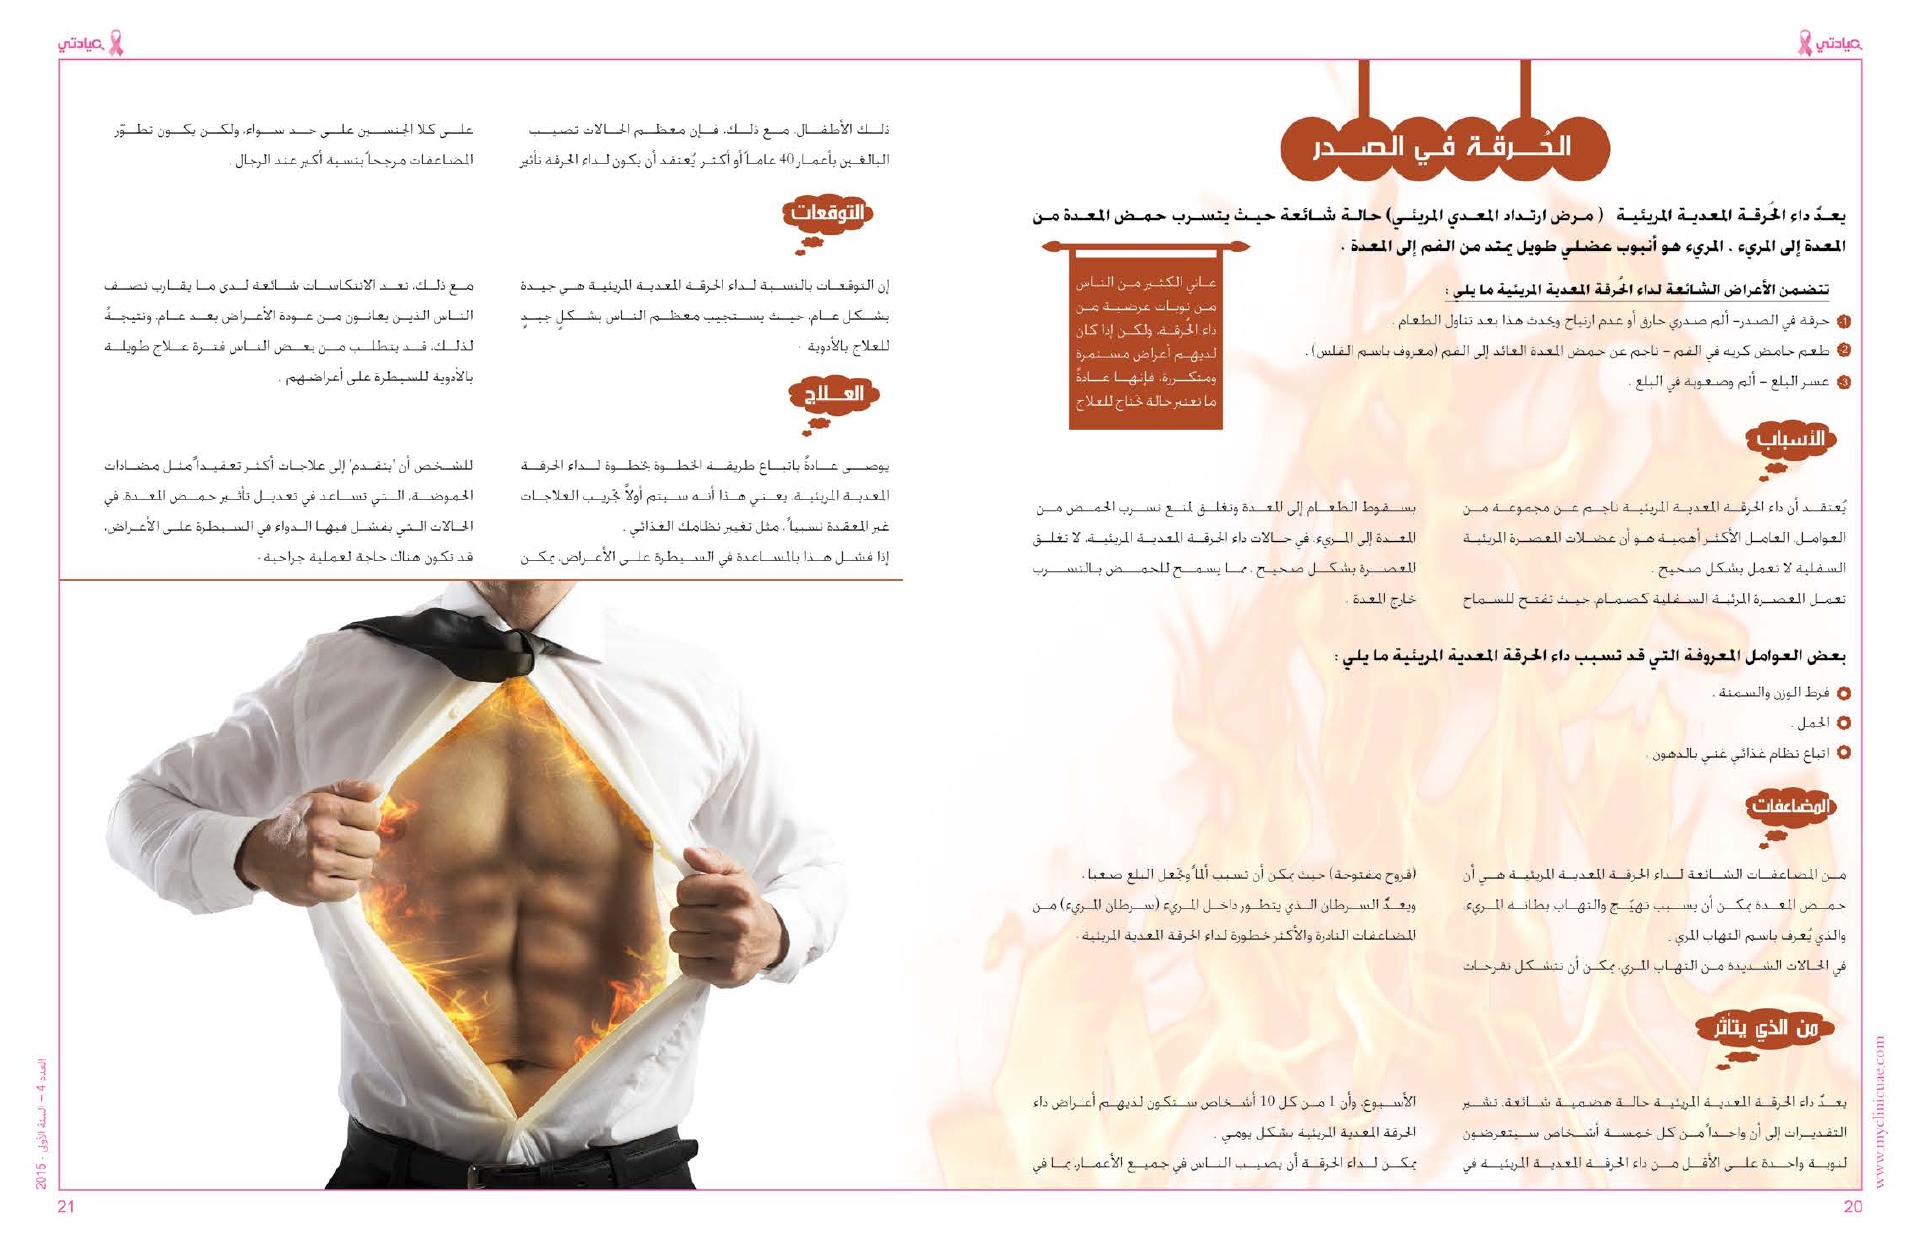 عيادتي
الحُرقة في الصدر
يعدّ داء الحُرقة المعدية المريئية ( مرض ارتداد المعدي المريئي) حالة شائعة حيث يتسرب حمض المعدة من
المعدة إلى المريء . المريء هو أنبوب عضلي طويل يمتد من الفم إلى المعدة .
تتضمن الأعراض الشائعة لداء الحُرقة المعدية المريئية ما يلي :
1 حرقة في الصدر- ألم صدري حارق أو عدم ارتياح ويحدث هذا بعد تناول الطعام .
2 طعم حامض كريه في الفم - ناجم عن حمض المعدة العائد إلى الفم (معروف باسم القلس) .
3 عسر البلع - ألم وصعوبة في البلع .
عاني الكثير من الناس
من نوبات عرضية من
داء الحُرقة، ولكن إذا كان
لديهم أعراض مستمرة
ومتكررة، فإنها عادةً
ما تعتبر حالة تحتاج للعلاج
الأسباب
يُعتقد أن داء الحرقة المعدية المريئية ناجم عن مجموعة من
العوامل. العامل الأكثر أهمية هو أن عضلات المعصرة المريئية
السفلية لا تعمل بشكل صحيح .
تعمل المعصرة المرئية السفلية كصمام، حيث تفتح للسماح
بسقوط الطعام إلى المعدة وتغلق لمنع تسرب الحمض من
المعدة إلى المريء. في حالات داء الحرقة المعدية المريئية، لا تغلق
المعصرة بشكل صحيح ، مما يسمح للحمض بالتسرب
خارج المعدة .
بعض العوامل المعروفة التي قد تسبب داء الحرقة المعدية المريئية ما يلي :
فرط الوزن والسمنة .
الحمل .
اتباع نظام غذائي غني بالدهون .
المضاعفات
من المضاعفات الشائعة لداء الحرقة المعدية المريئية هي أن
حمض المعدة يمكن أن يسبب تهيّج والتهاب بطانة المريء،
والذي يُعرف باسم التهاب المري .
في الحالات الشديدة من التهاب المري، يمكن أن تتشكل تقرحات
(قروح مفتوحة) حيث يمكن أن تسبب ألماً وتجعل البلع صعبا .
ويعدّ السرطان الذي يتطور داخل المريء (سرطان المريء) من
المضاعفات النادرة والأكثر خطورة لداء الحرقة المعدية المريئية .
من الذي يتأثر
يعدّ داء الحرقة المعدية المريئية حالة هضمية شائعة، تشير
التقديرات إلى أن واحداً من كل خمسة أشخاص سيتعرضون
لنوبة واحدة على الأقل من داء الحرقة المعدية المريئية في
الأسبوع، وأن 1 من كل 10 أشخاص ستكون لديهم أعراض داء
الحرقة المعدية المريئية بشكل يومي .
يمكن لداء الحرقة أن يصيب الناس في جميع الأعمار، بما في
www.myclinicuae.com
20
عيادتي
ذلك الأطفال. مع ذلك، فإن معظم الحالات تصيب
البالغين بأعمار 40 عاماً أو أكثر. يُعتقد أن يكون لداء الحرقة تأثير
على كلا الجنسين على حد سواء، ولكن يكون تطوّر
المضاعفات مرجحاً بنسبة أكبر عند الرجال .
التوقعات
إن التوقعات بالنسبة لداء الحرقة المعدية المريئية هي جيدة
بشكل عام، حيث يستجيب معظم الناس بشكلٍ جيدٍ
للعلاج بالأدوية .
مع ذلك، تعد الانتكاسات شائعة لدى ما يقارب نصف
الناس الذين يعانون من عودة الأعراض بعد عام، ونتيجةً
لذلك، قد يتطلب من بعض الناس فترة علاج طويلة
بالأدوية للسيطرة على أعراضهم .
العلاج
يوصى عادةً باتباع طريقة الخطوة بخطوة لداء الحرقة
المعدية المريئية. يعني هذا أنه سيتم أولاً تجريب العلاجات
غير المعقدة نسبياً ، مثل تغيير نظامك الغذائي .
إذا فشل هذا بالمساعدة في السيطرة على الأعراض، يمكن
للشخص أن 'يتقدم' إلى علاجات أكثر تعقيداً مثل مضادات
الحموضة، التي تساعد في تعديل تأثير حمض المعدة، في
الحالات التي يفشل فيها الدواء في السيطرة على الأعراض،
قد تكون هناك حاجة لعملية جراحية .
العدد 4 - السنة الأولى - 2015
21